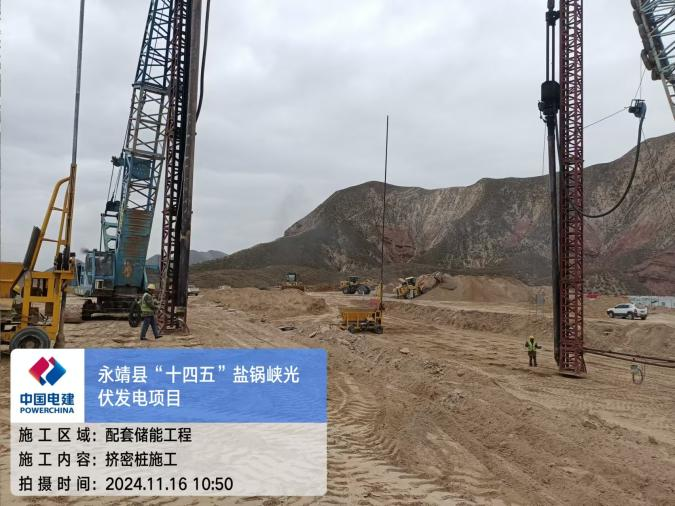 中国电建
POWERCHINA
永靖县“十四五”盐锅峡光
伏发电项目
施工区域：配套储能工程
施工内容：挤密桩施工
拍摄时间：2024.11.16 10:50